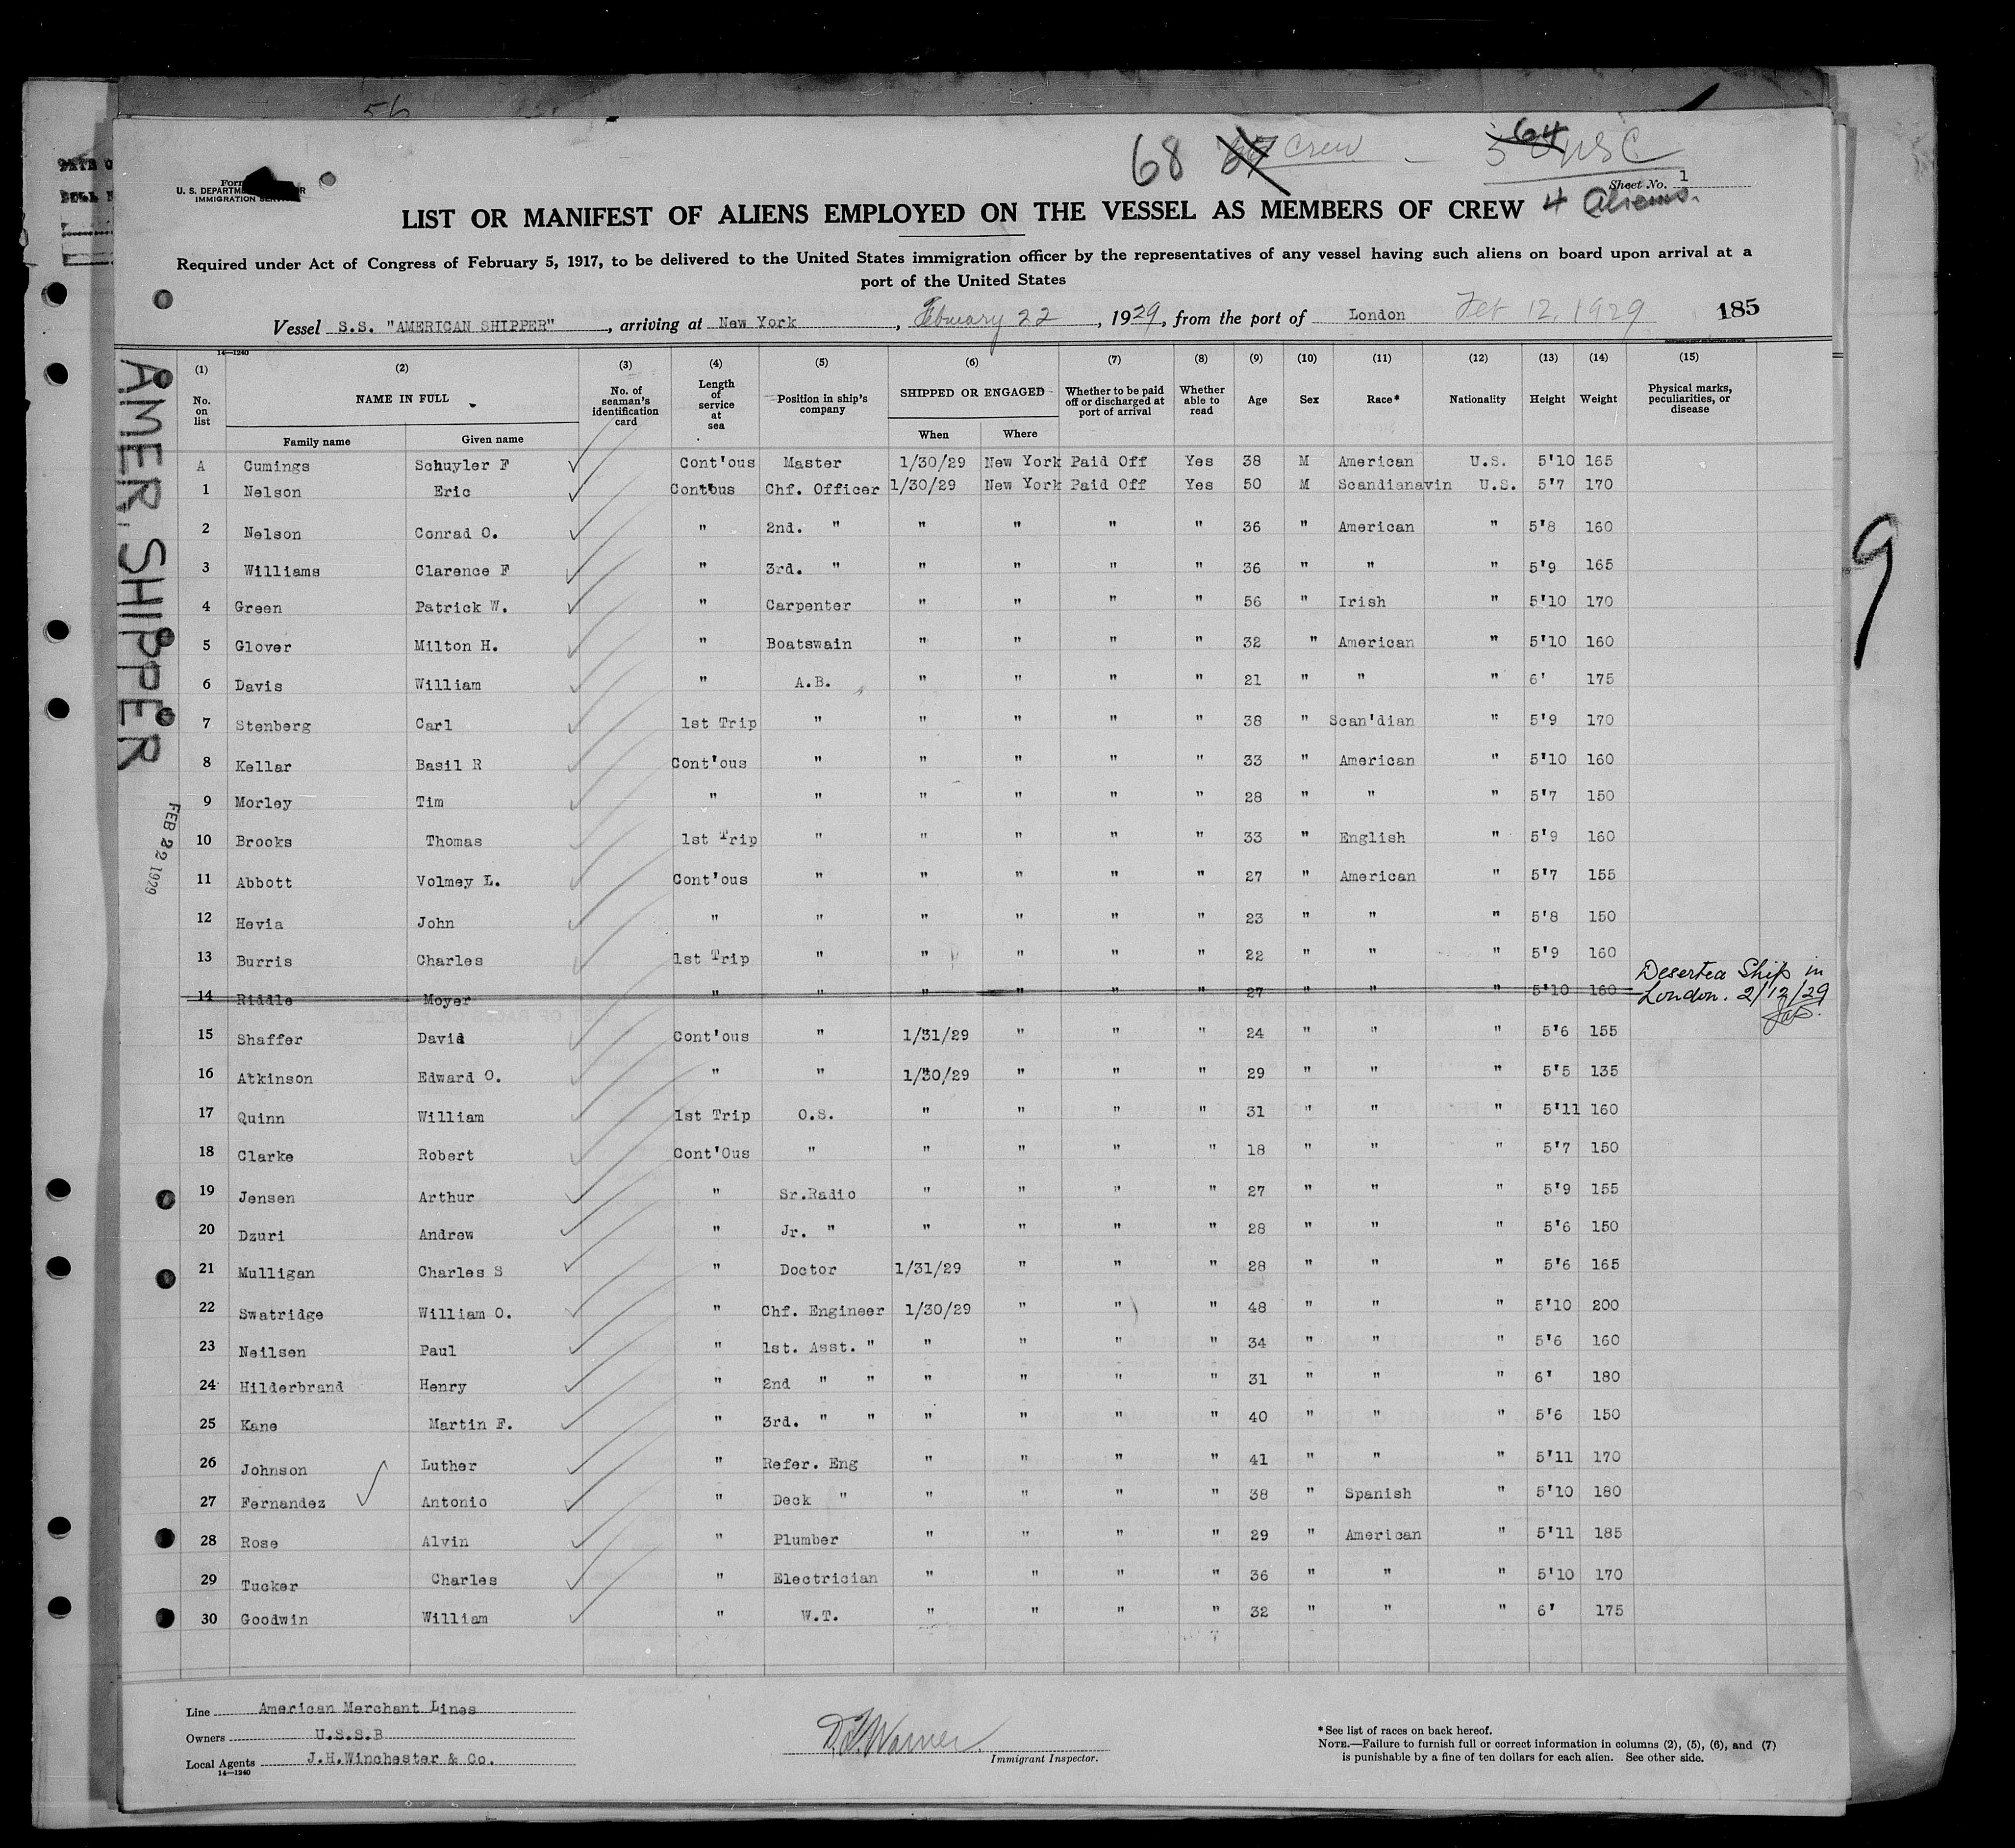 56
68 67 Crew - 64 USC
Form
U. S. DEPARTMENT LABOR
IMMIGRATION SERVICE
Sheet No. 1
4 Aliens.
LIST OR MANIFEST OF ALIENS EMPLOYED ON THE VESSEL AS MEMBERS OF CREW
Required under Act of Congress of February 5, 1917, to be delivered to the United States immigration officer by the representatives of any vessel having such aliens on board upon arrival at a
port of the United States
Vessel S.S. "AMERICAN SHIPPER", arriving at New York, February 22, 1929, from the port of London Feb 12, 1929 185
14—1240
(1) (2) (3) (4) (5) (6) (7) (8) (9) (10) (11) (12) (13) (14) (15)
No. on list NAME IN FULL Family name Given name No. of seaman's identification card Length of service at sea Position in ship's company SHIPPED OR ENGAGED When Where Whether to be paid off or discharged at port of arrival Whether able to read Age Sex Race* Nationality Height Weight Physical marks, peculiarities, or disease
A Cumings Schuyler F Cont'ous Master 1/30/29 New York Paid Off Yes 38 M American U.S. 5'10 165
1 Nelson Eric Cont'ous Chf. Officer 1/30/29 New York Paid Off Yes 50 M Scandianavin U.S. 5'7 170
2 Nelson Conrad O. " 2nd. " " " " " 36 " American " 5'8 160
3 Williams Clarence F " 3rd. " " " " " 36 " " " 5'9 165
4 Green Patrick W. " Carpenter " " " " 56 " Irish " 5'10 170
5 Glover Milton H. " Boatswain " " " " 32 " American " 5'10 160
6 Davis William " A.B. " " " " 21 " " " 6' 175
7 Stenberg Carl 1st Trip " " " " " 38 " Scan'dian " 5'9 170
8 Kellar Basil R Cont'ous " " " " " 33 " American " 5'10 160
9 Morley Tim " " " " " " 28 " " " 5'7 150
10 Brooks Thomas 1st Trip " " " " " 33 " English " 5'9 160
11 Abbott Volmey L. Cont'ous " " " " " 27 " American " 5'7 155
12 Hevia John " " " " " " 23 " " " 5'8 150
13 Burris Charles 1st Trip " " " " " 22 " " " 5'9 160
14 Riddle Moyer " " " " " " 27 " " " 5'10 160 Deserted Ship in London. 2/12/29
15 Shaffer David Cont'ous " 1/31/29 " " " 24 " " " 5'6 155
16 Atkinson Edward O. " " 1/30/29 " " " 29 " " " 5'5 135
17 Quinn William 1st Trip O.S. " " " " 31 " " " 5'11 160
18 Clarke Robert Cont'Ous " " " " " 18 " " " 5'7 150
19 Jensen Arthur " Sr.Radio " " " " 27 " " " 5'9 155
20 Dzuri Andrew " Jr. " " " " " 28 " " " 5'6 150
21 Mulligan Charles S " Doctor 1/31/29 " " " 28 " " " 5'6 165
22 Swatridge William O. " Chf. Engineer 1/30/29 " " " 48 " " " 5'10 200
23 Neilsen Paul " 1st. Asst. " " " " " 34 " " " 5'6 160
24 Hilderbrand Henry " 2nd " " " " " " 31 " " " 6' 180
25 Kane Martin F. " 3rd. " " " " " " 40 " " " 5'6 150
26 Johnson Luther " Refer. Eng " " " " 41 " " " 5'11 170
27 Fernandez Antonio " Deck " " " " " 38 " Spanish " 5'10 180
28 Rose Alvin " Plumber " " " " 29 " American " 5'11 185
29 Tucker Charles " Electrician " " " " 36 " " " 5'10 170
30 Goodwin William " W.T. " " " " 32 " " " 6' 175
AMER. SHIPPER
FEB 22 1929
9
Line American Merchant Lines
Owners U.S.S.B
Local Agents J.H.Winchester & Co.
14—1240
Immigrant Inspector.
*See list of races on back hereof.
NOTE.—Failure to furnish full or correct information in columns (2), (5), (6), and (7)
is punishable by a fine of ten dollars for each alien. See other side.